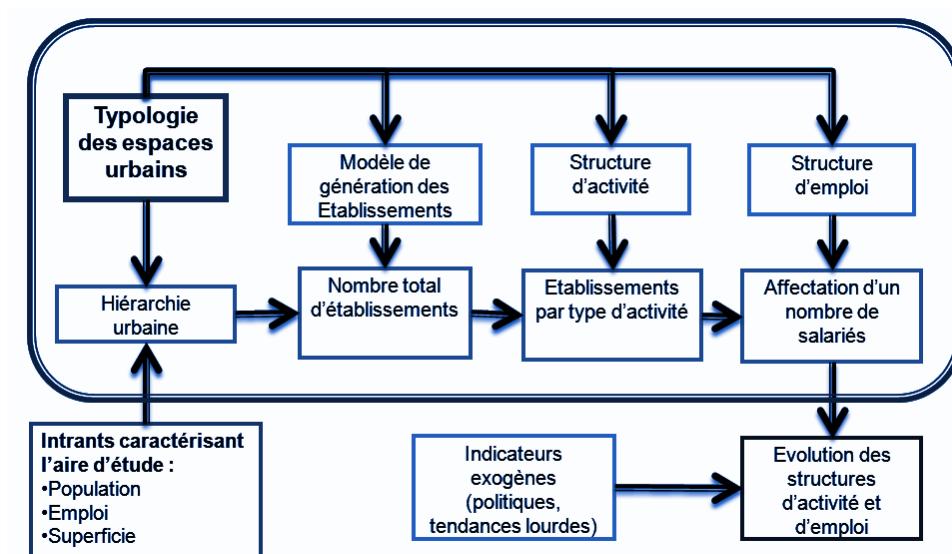 Typologie
des espaces
urbains
Modèle de
génération des
Etablissements
Structure
d'activité
Structure
d'emploi
Hiérarchie
urbaine
Nombre total
d'établissements
Etablissements
par type d'activité
Affectation d'un
nombre de
salariés
Intrants caractérisant
l'aire d'étude :
•Population
•Emploi
•Superficie
Indicateurs
exogènes
(politiques,
tendances lourdes)
Evolution des
structures
d'activité et
d'emploi